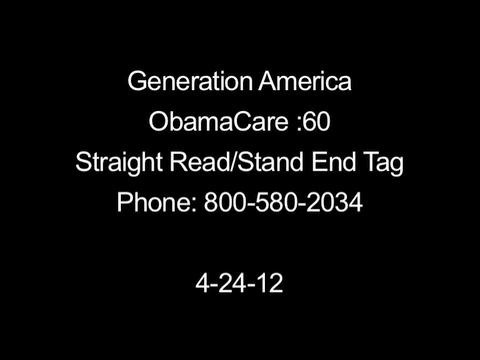 Generation America
ObamaCare :60
Straight Read/Stand End Tag
Phone: 800-580-2034
4-24-12